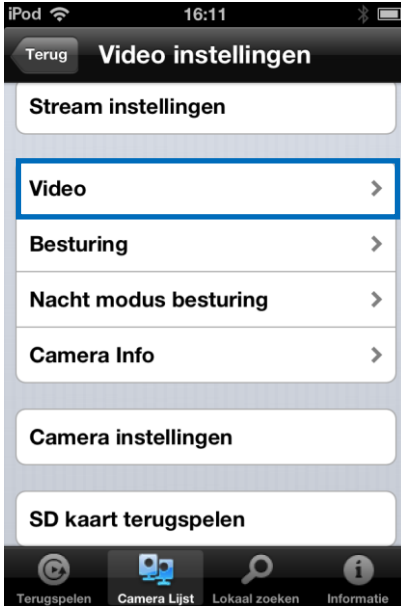 iPod 16:11
Terug Video instellingen
Stream instellingen
Video
Besturing
Nacht modus besturing
Camera Info
Camera instellingen
SD kaart terugspelen
Terugspelen Camera Lijst Lokaal zoeken Informatie